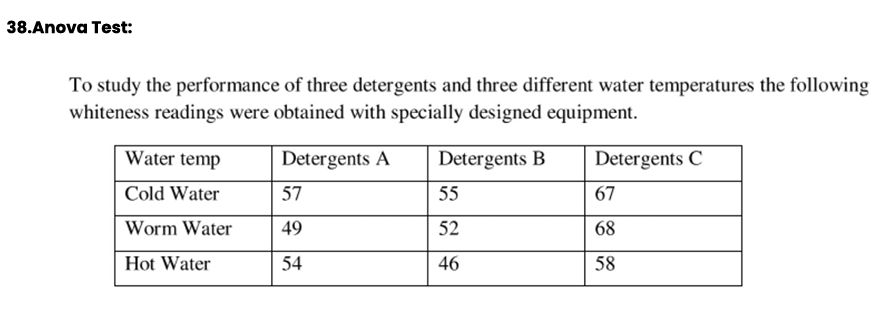 38.Anova Test:
To study the performance of three detergents and three different water temperatures the following
whiteness readings were obtained with specially designed equipment.
Water temp Detergents A Detergents B Detergents C
Cold Water 57 55 67
Worm Water 49 52 68
Hot Water 54 46 58